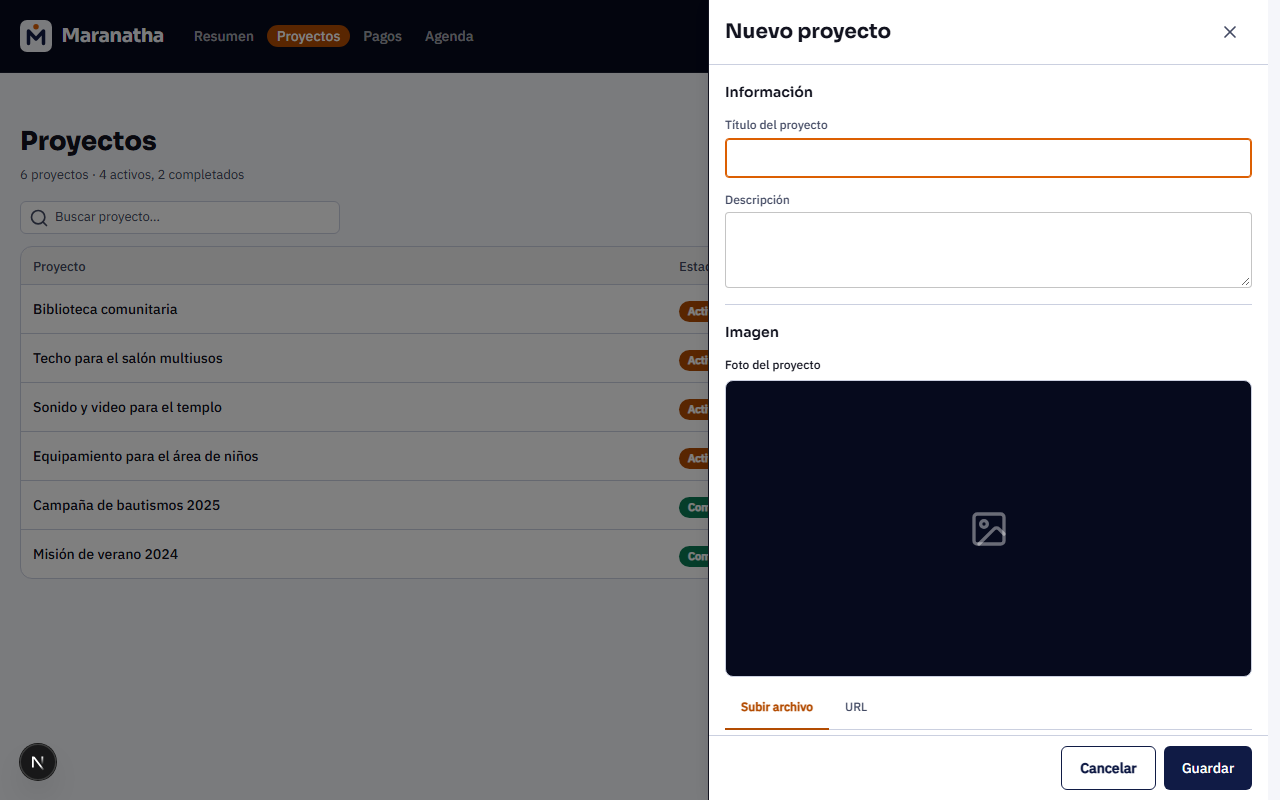 Maranatha
Resumen
Proyectos
Pagos
Agenda
Proyectos
6 proyectos · 4 activos, 2 completados
Buscar proyecto...
Proyecto
Biblioteca comunitaria
Techo para el salón multiusos
Sonido y video para el templo
Equipamiento para el área de niños
Campaña de bautismos 2025
Misión de verano 2024
Nuevo proyecto
Información
Título del proyecto
Descripción
Imagen
Foto del proyecto
Subir archivo
URL
Cancelar
Guardar